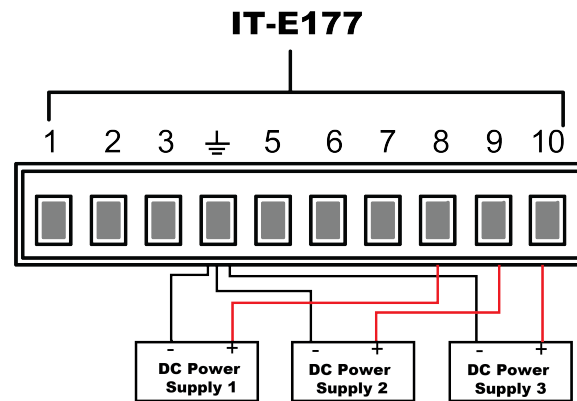 IT-E177
1 2 3 ⏚ 5 6 7 8 9 10
- + - + - +
DC Power DC Power DC Power
Supply 1 Supply 2 Supply 3